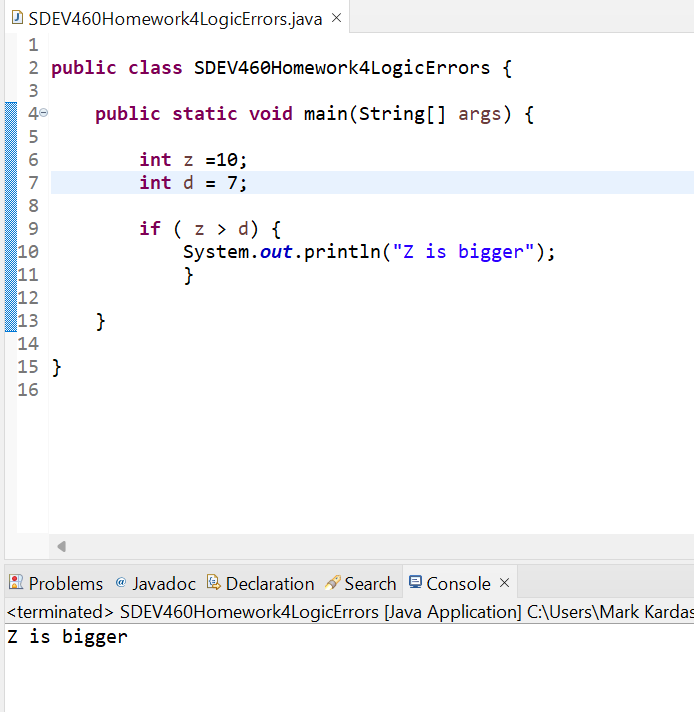 SDEV460Homework4LogicErrors.java
1
2 public class SDEV460Homework4LogicErrors {
3
4 public static void main(String[] args) {
5
6 int z =10;
7 int d = 7;
8
9 if ( z > d) {
10 System.out.println("Z is bigger");
11 }
12
13 }
14
15 }
16
Problems @ Javadoc Declaration Search Console
<terminated> SDEV460Homework4LogicErrors [Java Application] C:\Users\Mark Kardas
Z is bigger